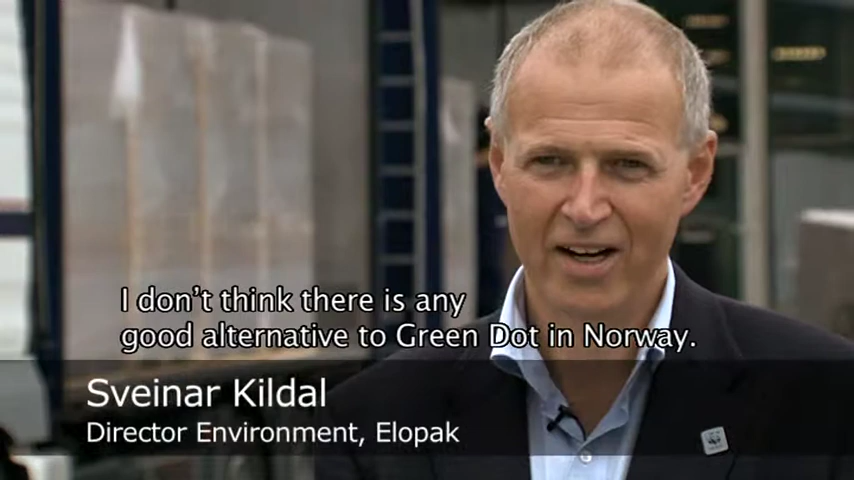 I don't think there is any
good alternative to Green Dot in Norway.
Sveinar Kildal
Director Environment, Elopak